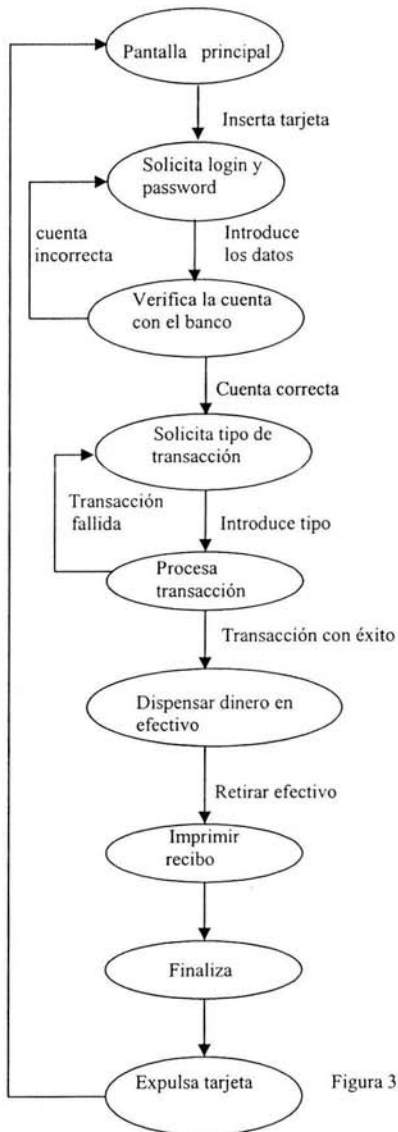 Pantalla principal
Inserta tarjeta
Solicita login y
password
cuenta
incorrecta
Introduce
los datos
Verifica la cuenta
con el banco
Cuenta correcta
Solicita tipo de
transacción
Transacción
fallida
Introduce tipo
Procesa
transacción
Transacción con éxito
Dispensar dinero en
efectivo
Retirar efectivo
Imprimir
recibo
Finaliza
Expulsa tarjeta
Figura 3